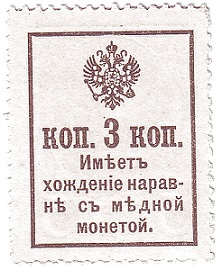 КОП. 3 КОП.
Имѣетъ
хожденіе нарав-
нѣ съ мѣдной
монетой.